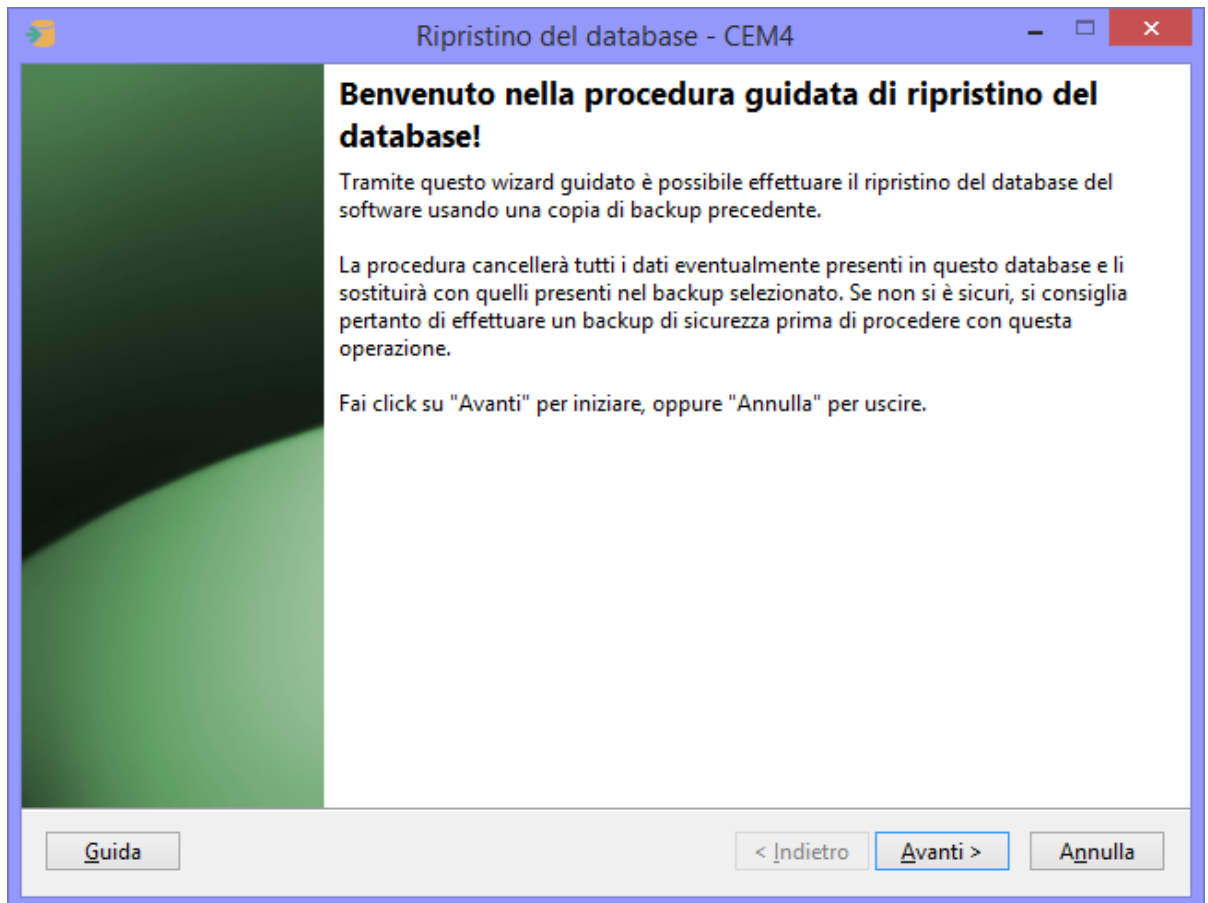 Ripristino del database - CEM4
Benvenuto nella procedura guidata di ripristino del
database!
Tramite questo wizard guidato è possibile effettuare il ripristino del database del
software usando una copia di backup precedente.
La procedura cancellerà tutti i dati eventualmente presenti in questo database e li
sostituirà con quelli presenti nel backup selezionato. Se non si è sicuri, si consiglia
pertanto di effettuare un backup di sicurezza prima di procedere con questa
operazione.
Fai click su "Avanti" per iniziare, oppure "Annulla" per uscire.
Guida < Indietro Avanti > Annulla